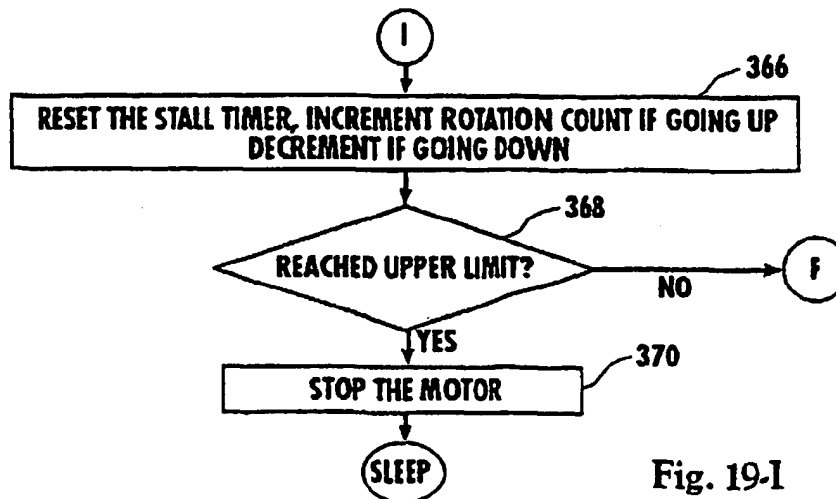 I
366
RESET THE STALL TIMER, INCREMENT ROTATION COUNT IF GOING UP
DECREMENT IF GOING DOWN
368
REACHED UPPER LIMIT?
NO
F
YES
370
STOP THE MOTOR
SLEEP
Fig. 19-I